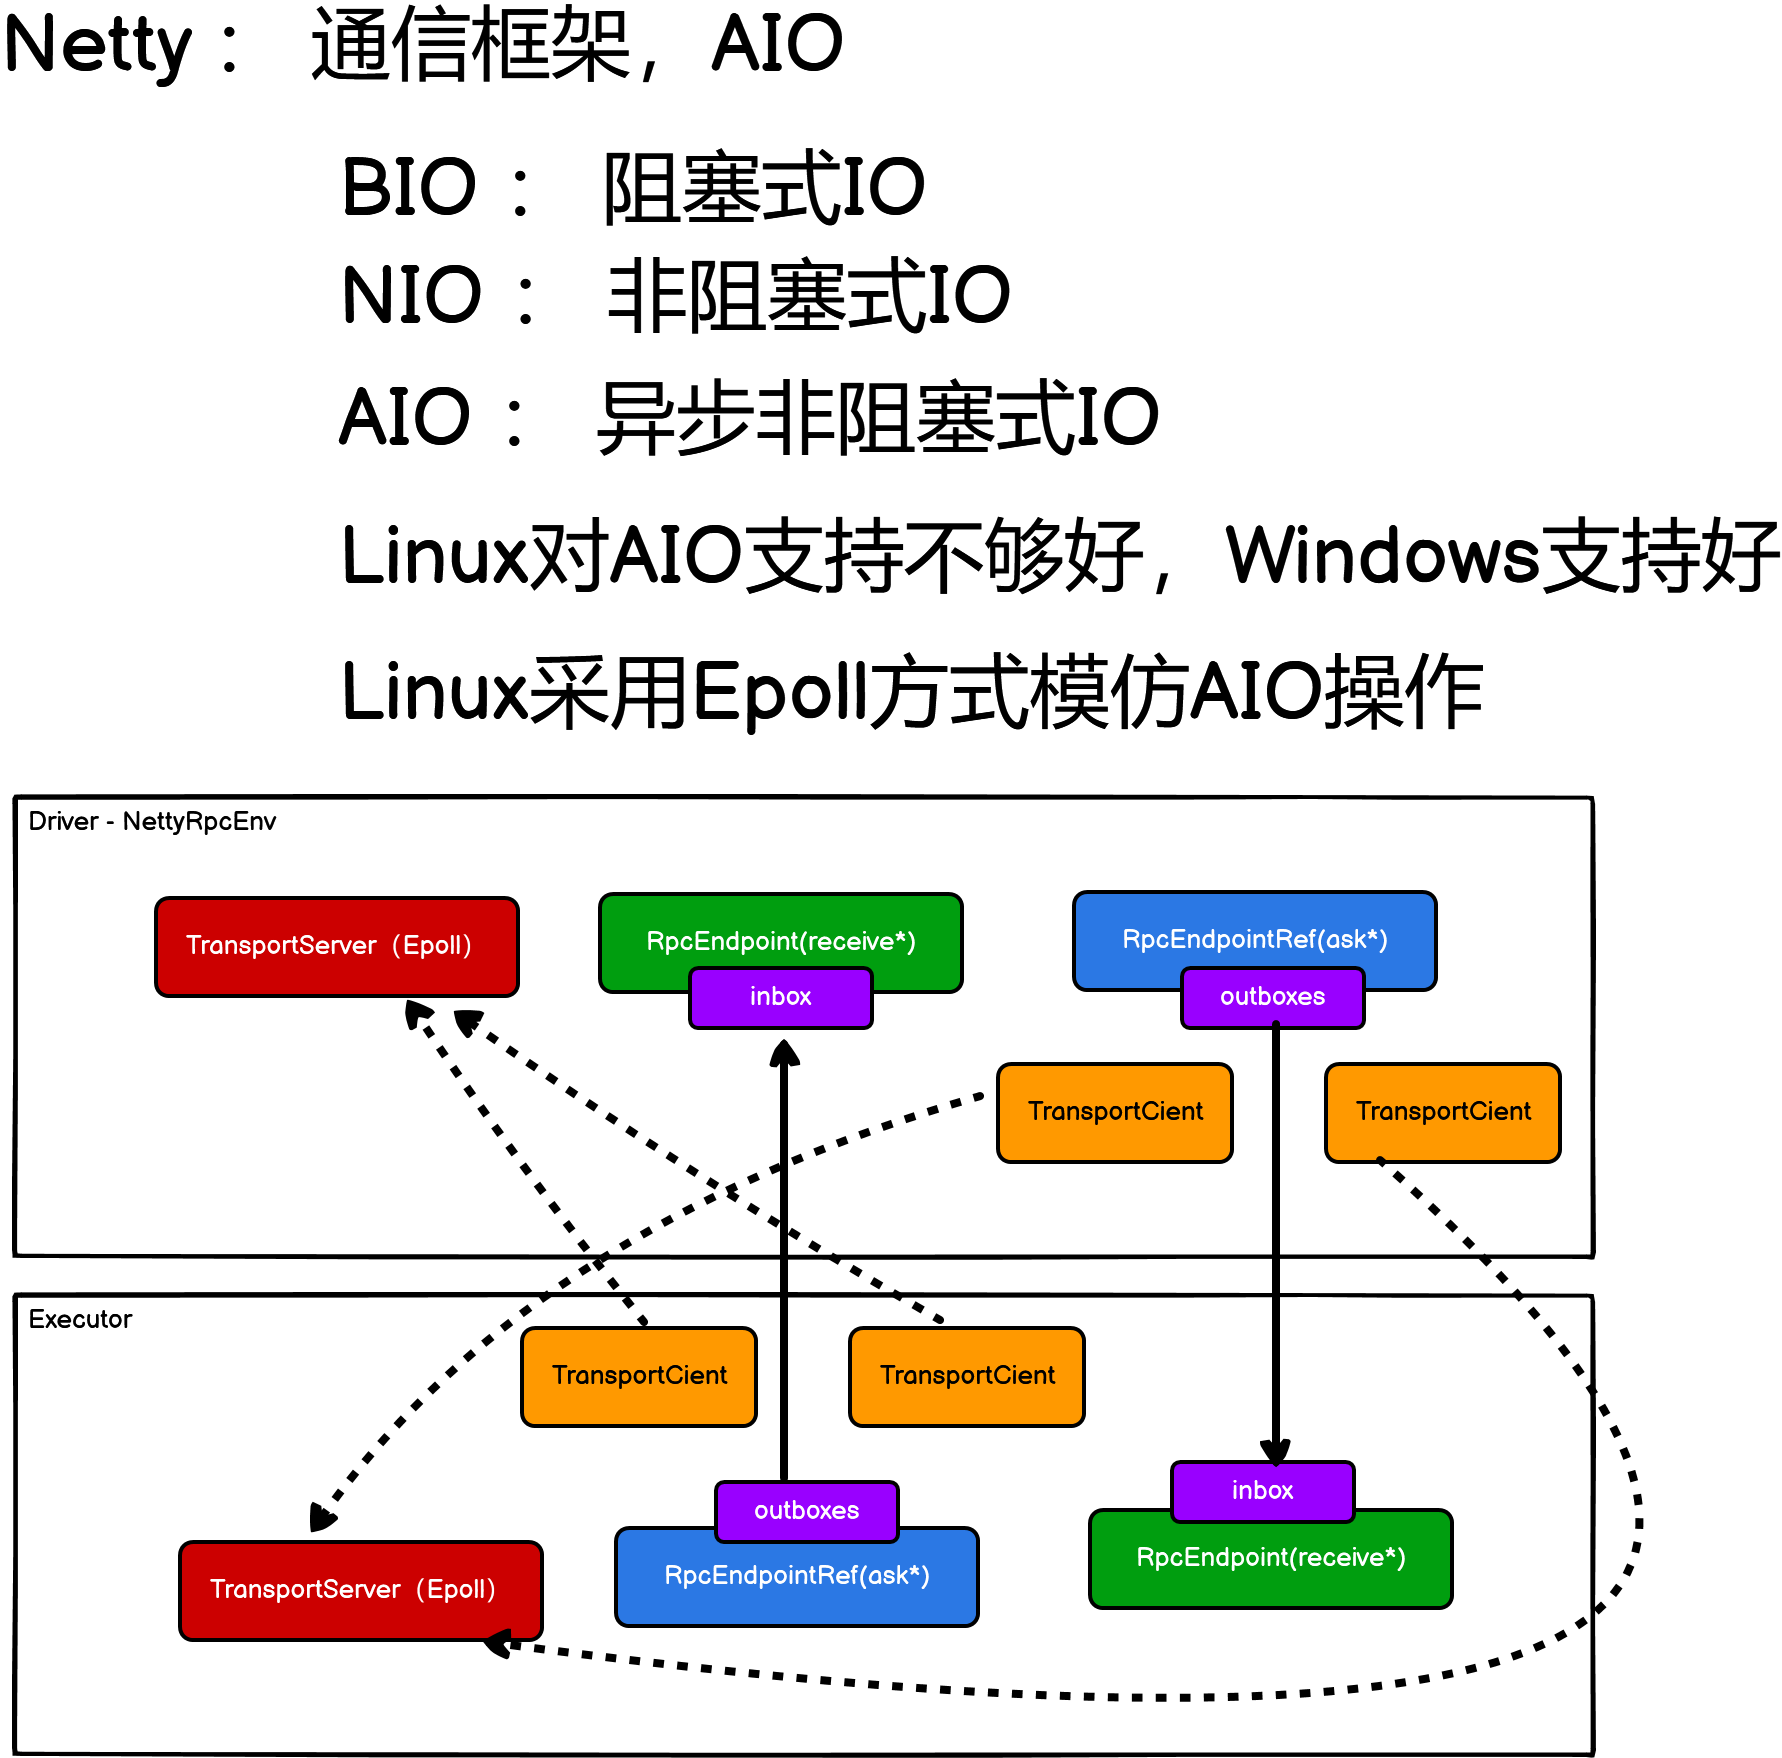 Netty： 通信框架，AIO
BIO： 阻塞式IO
NIO： 非阻塞式IO
AIO： 异步非阻塞式IO
Linux对AIO支持不够好，Windows支持好
Linux采用Epoll方式模仿AIO操作
Driver - NettyRpcEnv
TransportServer（Epoll）
RpcEndpoint(receive*)
inbox
RpcEndpointRef(ask*)
outboxes
TransportCient
TransportCient
Executor
TransportCient
TransportCient
TransportServer（Epoll）
outboxes
RpcEndpointRef(ask*)
inbox
RpcEndpoint(receive*)